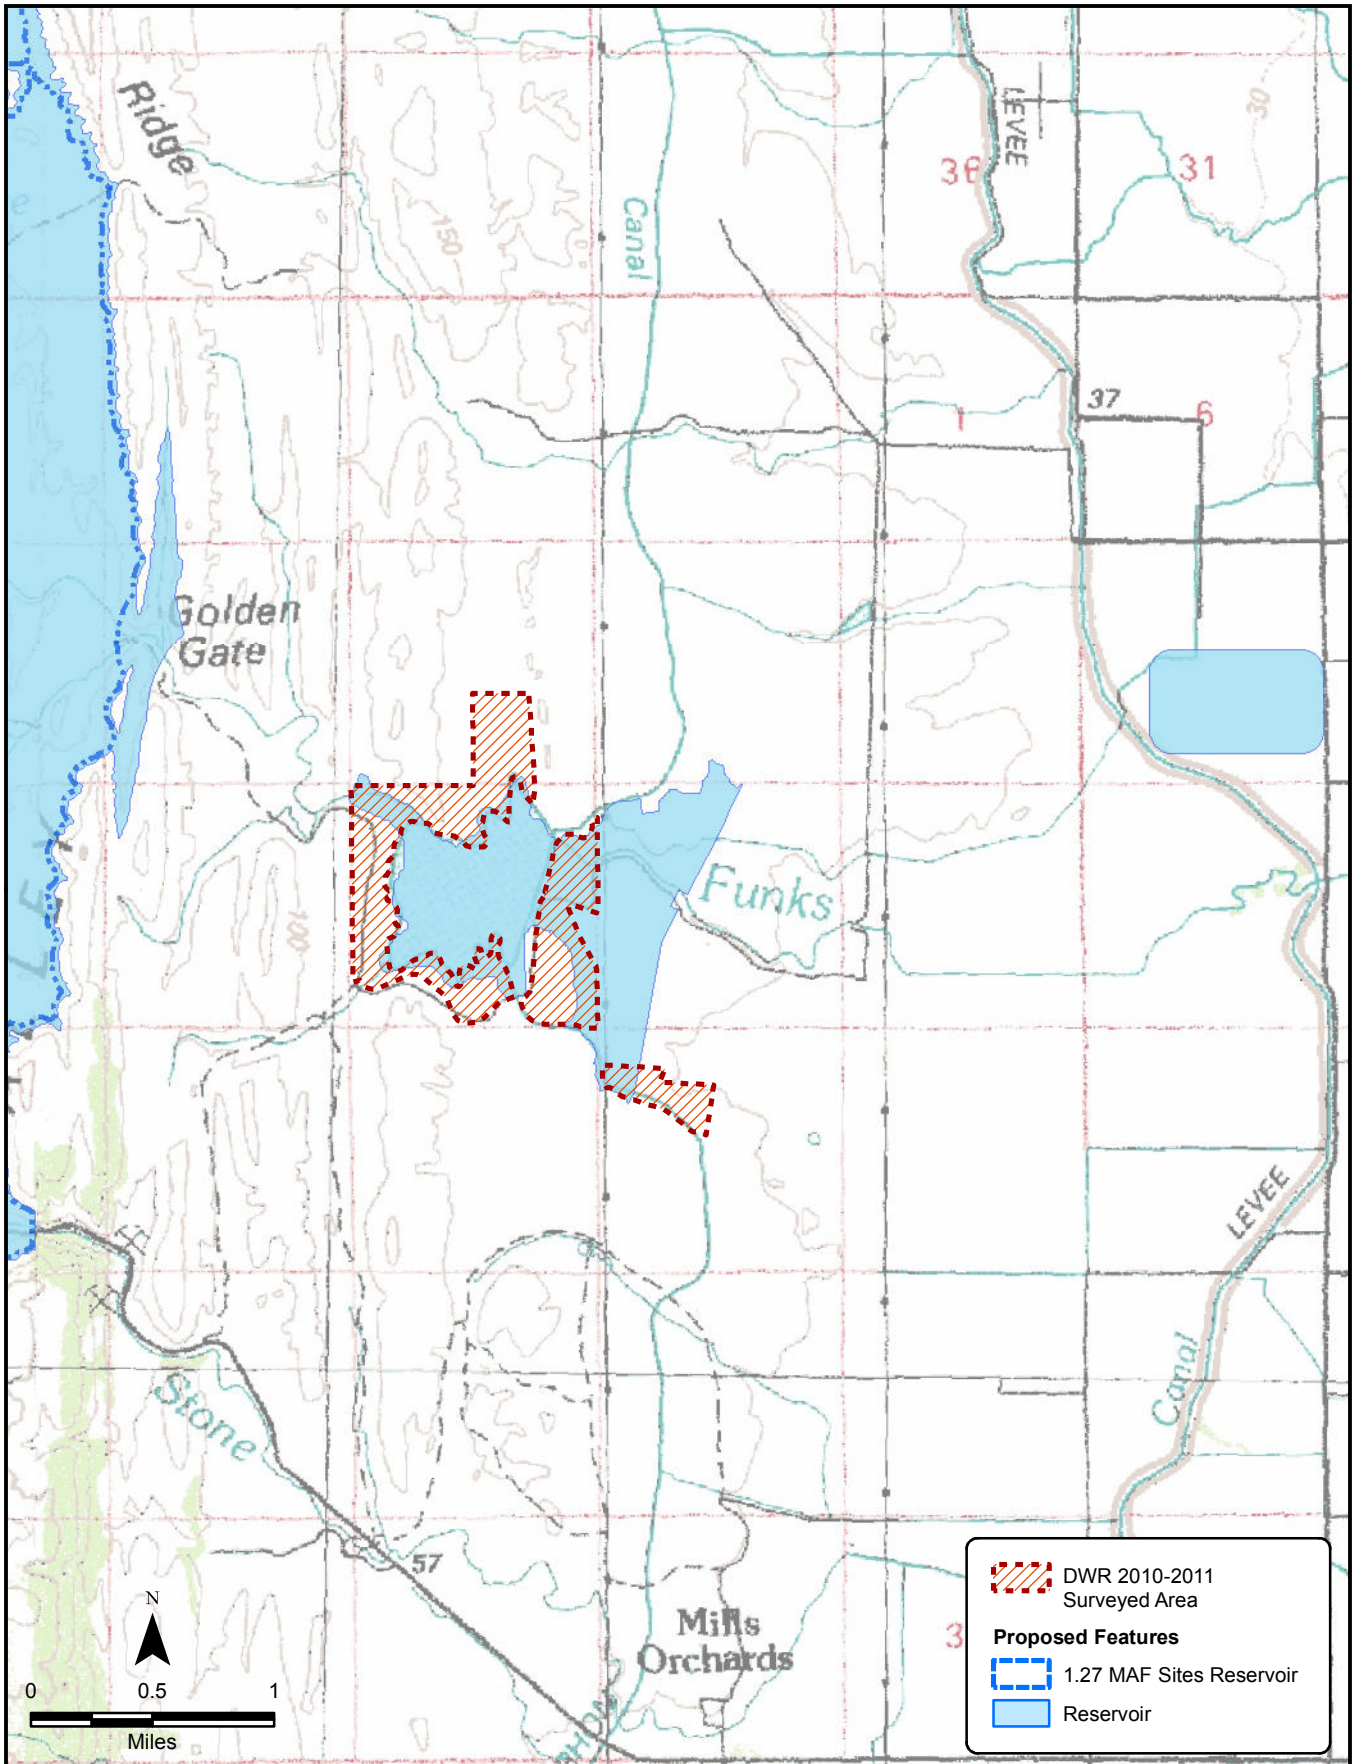 Ridge
LEVEE
30
36
31
Canal
150
37
1
6
Golden
Gate
Funks
100
LEVEE
Canal
Stone
57
Mills
Orchards
3
N
0 0.5 1
Miles
DWR 2010-2011
Surveyed Area
Proposed Features
1.27 MAF Sites Reservoir
Reservoir